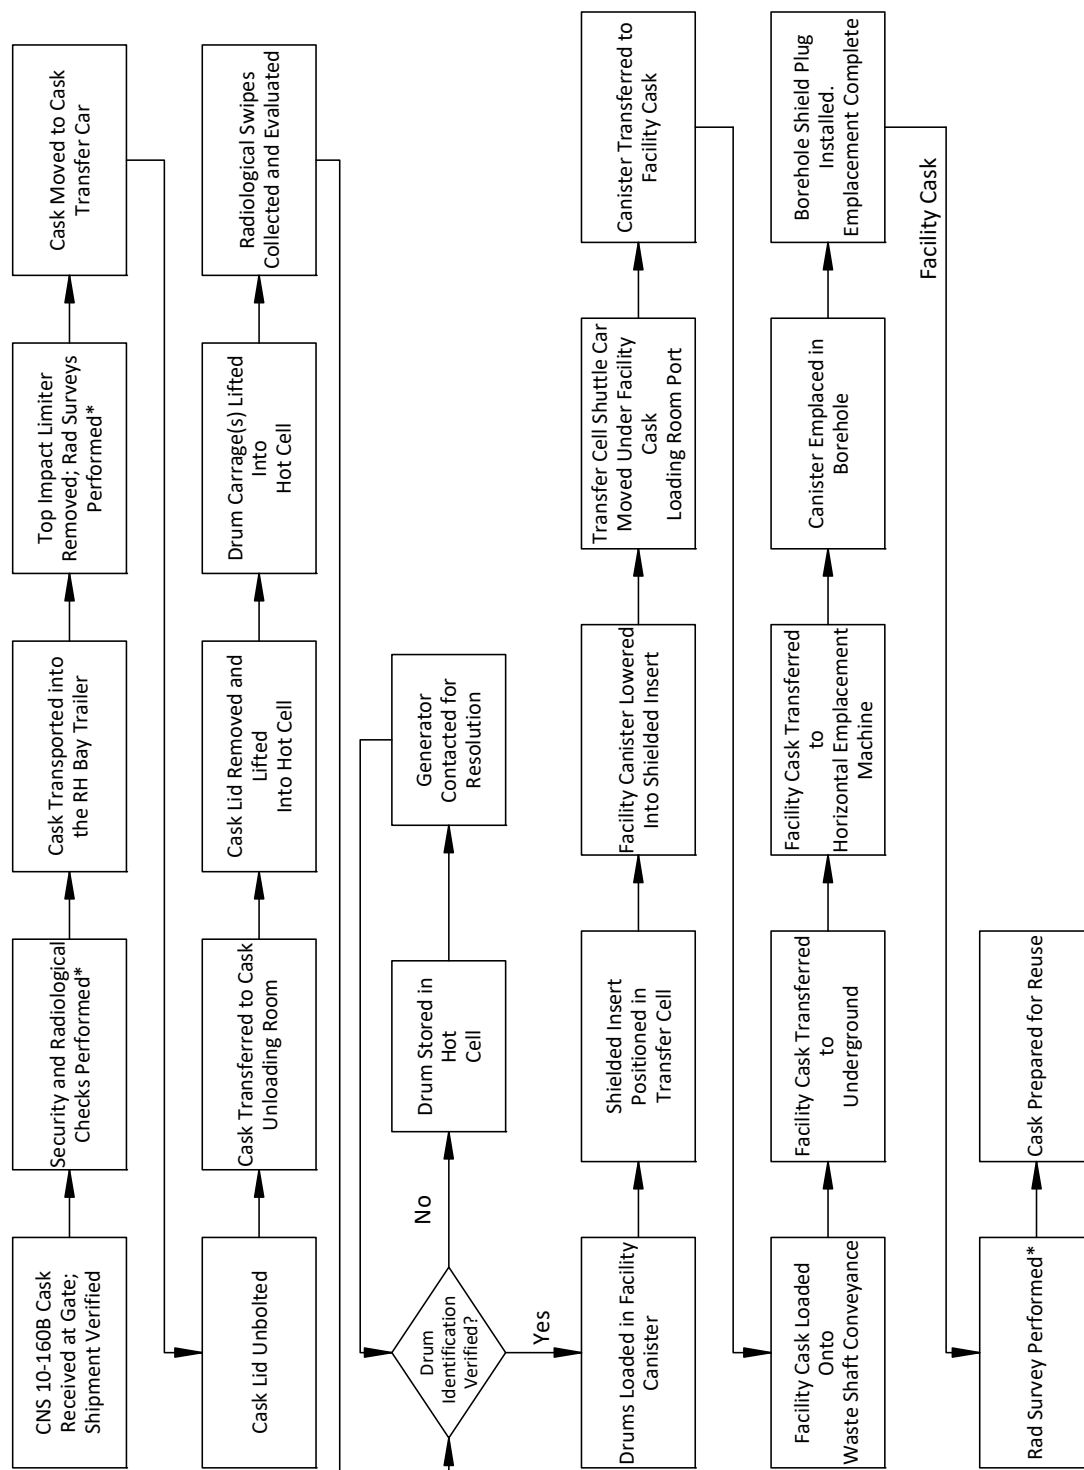 CNS 10-160B Cask
Received at Gate;
Shipment Verified
Security and Radiological
Checks Performed*
Cask Transported into
the RH Bay Trailer
Top Impact Limiter
Removed; Rad Surveys
Performed*
Cask Moved to Cask
Transfer Car
Cask Lid Unbolted
Cask Transferred to Cask
Unloading Room
Cask Lid Removed and
Lifted
Into Hot Cell
Drum Carrage(s) Lifted
Into
Hot Cell
Radiological Swipes
Collected and Evaluated
Drum
Identification
Verified?
No
Drum Stored in
Hot
Cell
Generator
Contacted for
Resolution
Yes
Drums Loaded in Facility
Canister
Shielded Insert
Positioned in
Transfer Cell
Facility Canister Lowered
Into Shielded Insert
Transfer Cell Shuttle Car
Moved Under Facility
Cask
Loading Room Port
Canister Transferred to
Facility Cask
Facility Cask Loaded
Onto
Waste Shaft Conveyance
Facility Cask Transferred
to
Underground
Facility Cask Transferred
to
Horizontal Emplacement
Machine
Canister Emplaced in
Borehole
Borehole Shield Plug
Installed.
Emplacement Complete
Facility Cask
Rad Survey Performed*
Cask Prepared for Reuse